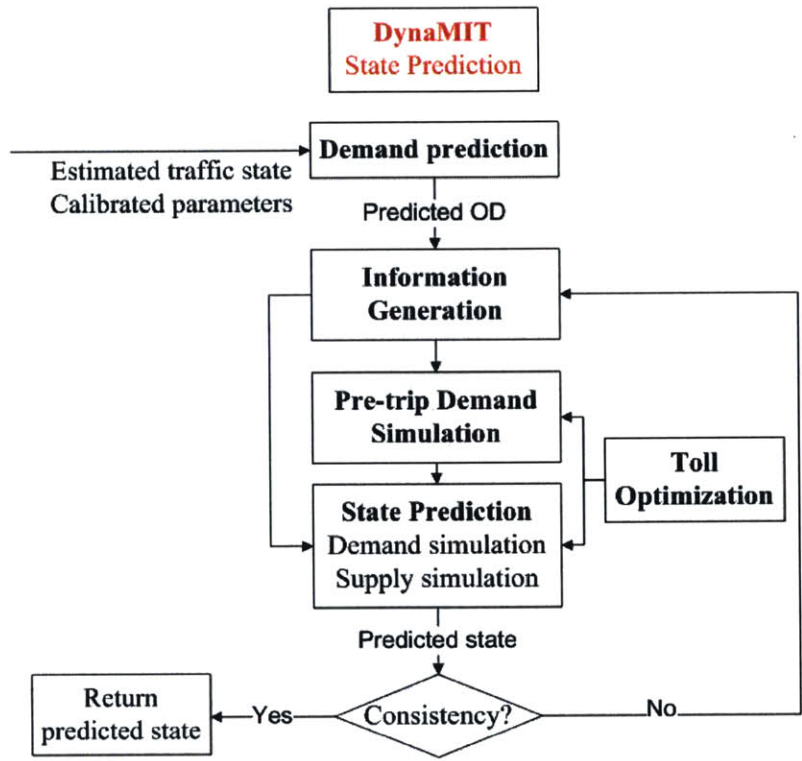 DynaMIT
State Prediction
Demand prediction
Estimated traffic state
Calibrated parameters
Predicted OD
Information
Generation
Pre-trip Demand
Simulation
Toll
Optimization
State Prediction
Demand simulation
Supply simulation
Predicted state
Return
predicted state
Yes
Consistency?
No